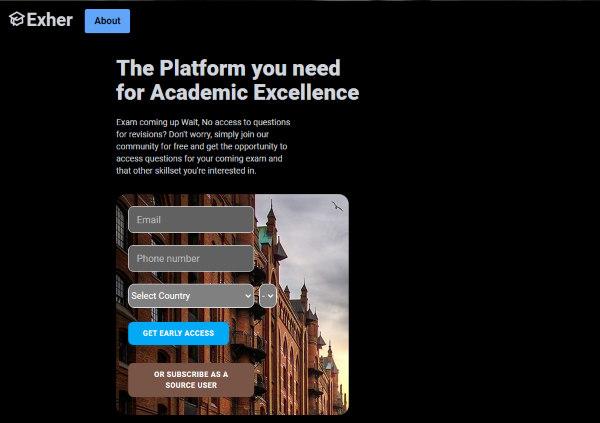 Exher
About
The Platform you need
for Academic Excellence
Exam coming up Wait, No access to questions
for revisions? Don't worry, simply join our
community for free and get the opportunity to
access questions for your coming exam and
that other skillset you're interested in.
Email
Phone number
Select Country
-
GET EARLY ACCESS
OR SUBSCRIBE AS A
SOURCE USER